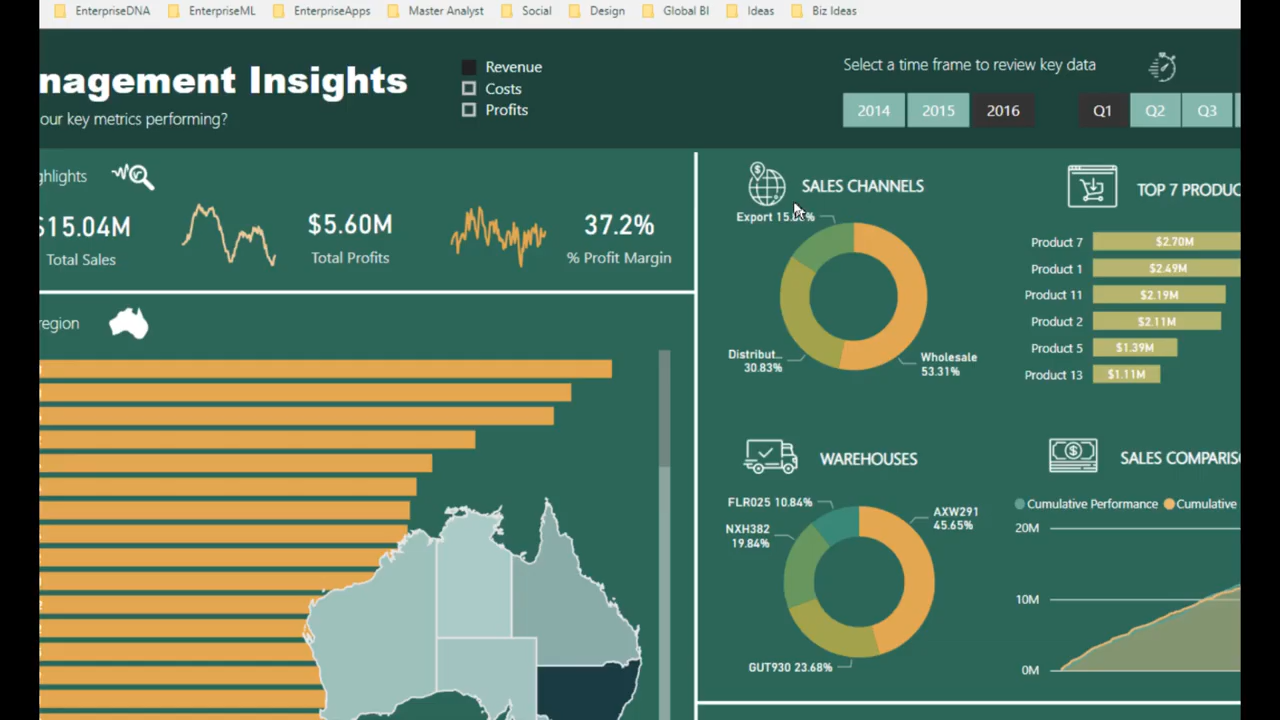 EnterpriseDNA EnterpriseML EnterpriseApps Master Analyst Social Design Global BI Ideas Biz Ideas
nagement Insights
our key metrics performing?
Revenue
Costs
Profits
Select a time frame to review key data
2014 2015 2016 Q1 Q2 Q3
ghlights
$15.04M
Total Sales
$5.60M
Total Profits
37.2%
% Profit Margin
region
SALES CHANNELS
Export
Distribut...
30.83%
Wholesale
53.31%
TOP 7 PRODUC
Product 7 $2.70M
Product 1 $2.49M
Product 11 $2.19M
Product 2 $2.11M
Product 5 $1.39M
Product 13 $1.11M
WAREHOUSES
FLR025 10.84%
NXH382
19.84%
AXW291
45.65%
GUT930 23.68%
SALES COMPARIS
Cumulative Performance Cumulative
20M
10M
0M